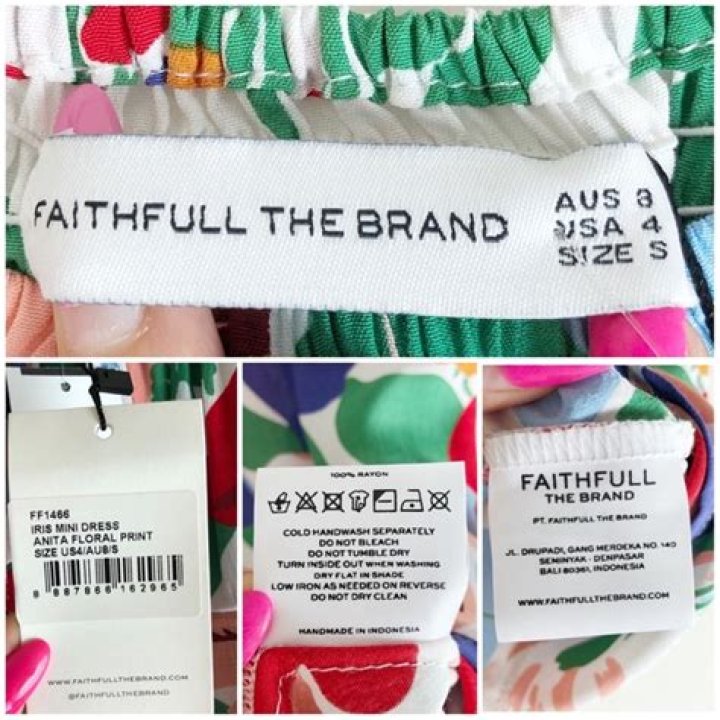 FAITHFULL THE BRAND
AUS 8
USA 4
SIZE S
FF1466
IRIS MINI DRESS
ANITA FLORAL PRINT
SIZE US4/AU8/S
8 887866 162965
WWW.FAITHFULLTHEBRAND.COM
@FAITHFULLTHEBRAND
100% RAYON
COLD HANDWASH SEPARATELY
DO NOT BLEACH
DO NOT TUMBLE DRY
TURN INSIDE OUT WHEN WASHING
DRY FLAT IN SHADE
LOW IRON AS NEEDED ON REVERSE
DO NOT DRY CLEAN
HANDMADE IN INDONESIA
FAITHFULL
THE BRAND
PT. FAITHFULL THE BRAND
JL. DRUPADI, GANG MERDEKA NO. 14D
SEMINYAK - DENPASAR
BALI 80361, INDONESIA
WWW.FAITHFULLTHEBRAND.COM